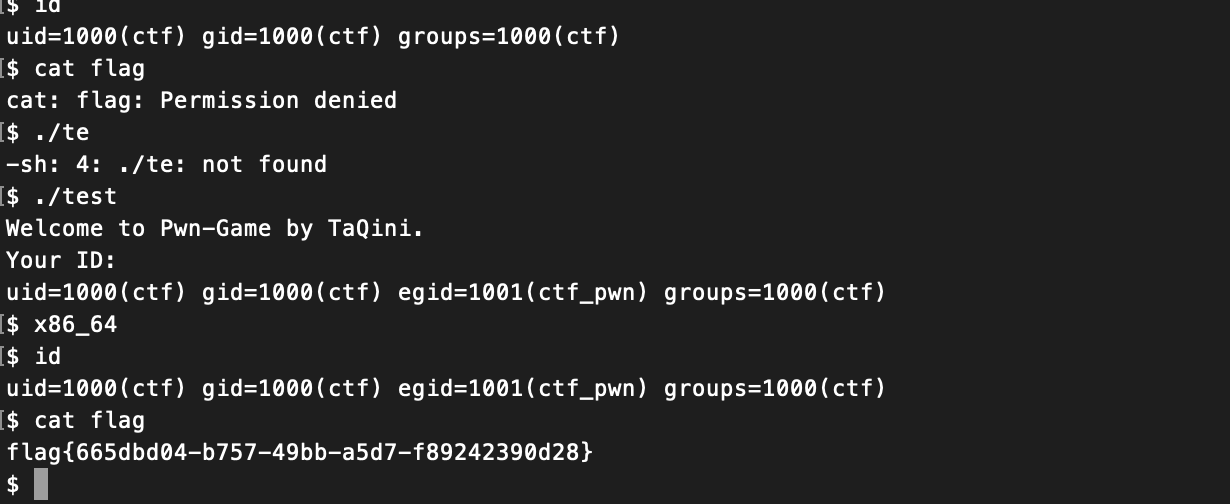 $ id
uid=1000(ctf) gid=1000(ctf) groups=1000(ctf)
[$ cat flag
cat: flag: Permission denied
[$ ./te
-sh: 4: ./te: not found
[$ ./test
Welcome to Pwn-Game by TaQini.
Your ID:
uid=1000(ctf) gid=1000(ctf) egid=1001(ctf_pwn) groups=1000(ctf)
[$ x86_64
[$ id
uid=1000(ctf) gid=1000(ctf) egid=1001(ctf_pwn) groups=1000(ctf)
[$ cat flag
flag{665dbd04-b757-49bb-a5d7-f89242390d28}
$